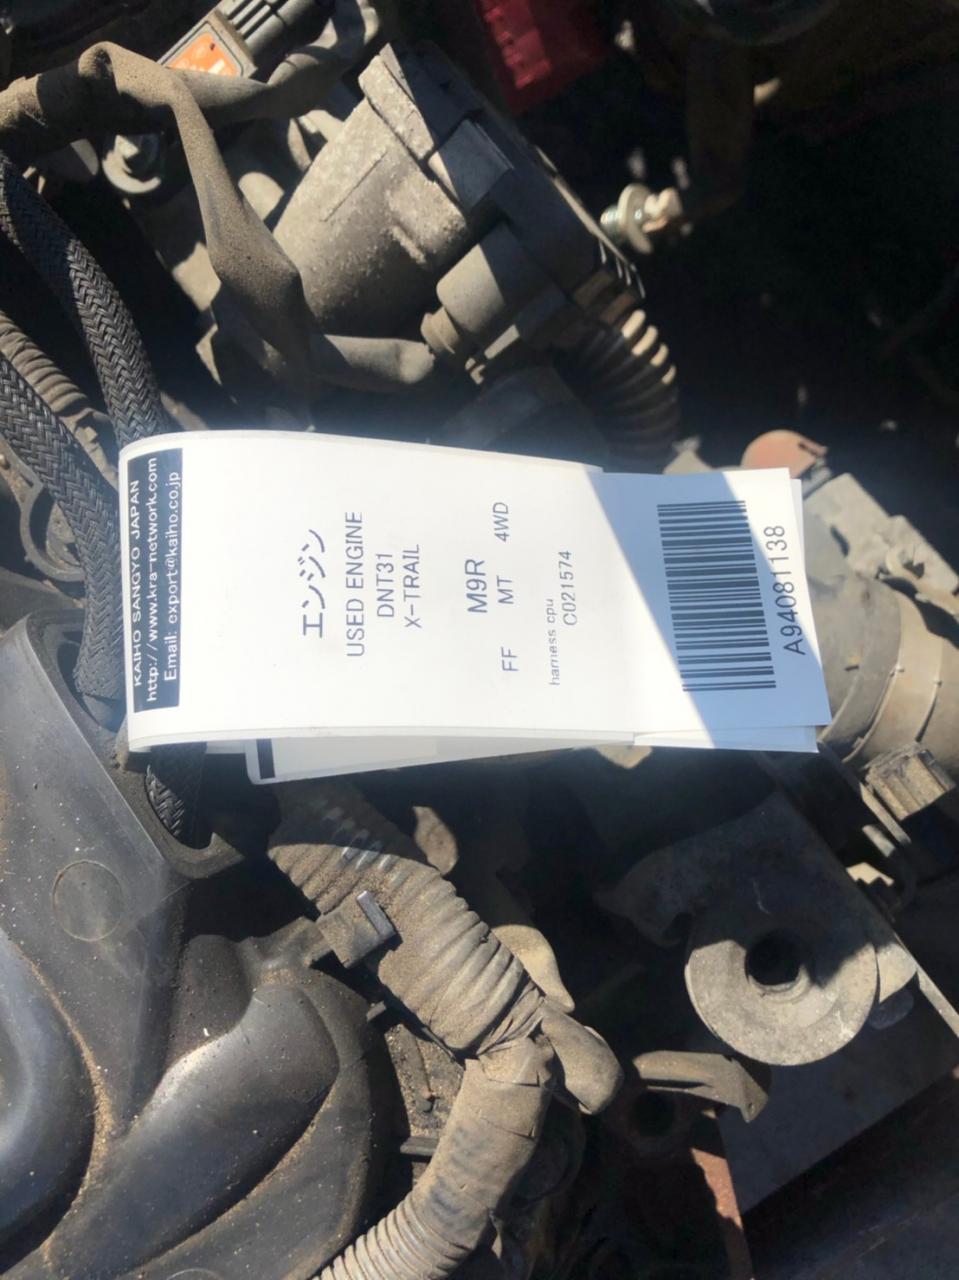 KAIHO SANGYO JAPAN
http://www.kra-network.com
Email: export@kaiho.co.jp
エンジン
USED ENGINE
DNT31
X-TRAIL
M9R
FF MT 4WD
harness cpu
C021574
A94081138